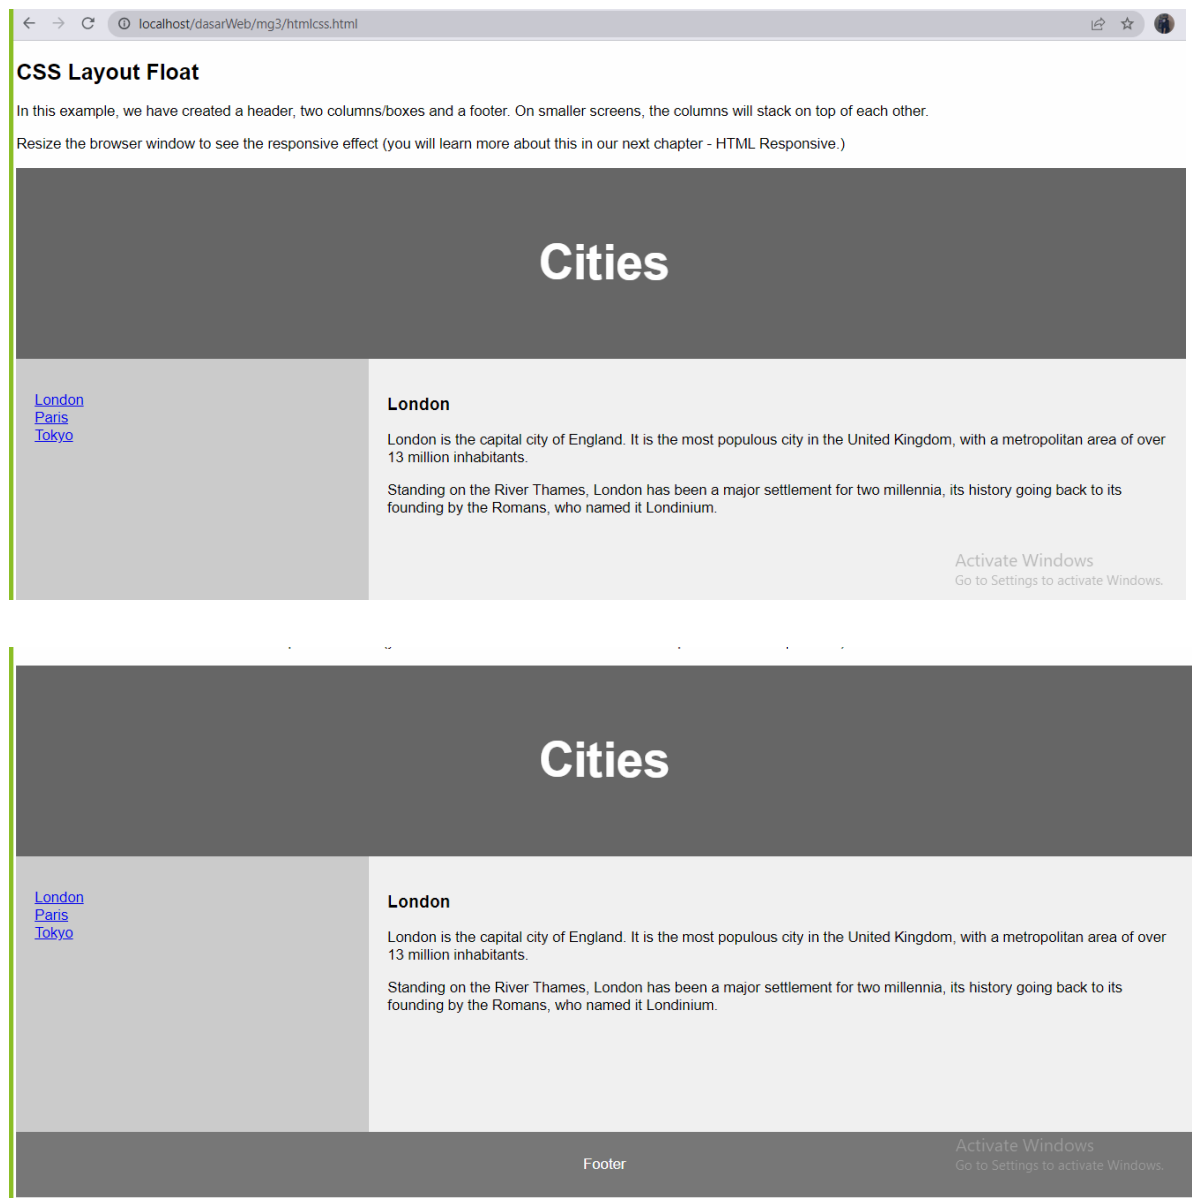 localhost/dasarWeb/mg3/htmlcss.html
CSS Layout Float
In this example, we have created a header, two columns/boxes and a footer. On smaller screens, the columns will stack on top of each other.
Resize the browser window to see the responsive effect (you will learn more about this in our next chapter - HTML Responsive.)
Cities
London
Paris
Tokyo
London
London is the capital city of England. It is the most populous city in the United Kingdom, with a metropolitan area of over
13 million inhabitants.
Standing on the River Thames, London has been a major settlement for two millennia, its history going back to its
founding by the Romans, who named it Londinium.
Activate Windows
Go to Settings to activate Windows.
Cities
London
Paris
Tokyo
London
London is the capital city of England. It is the most populous city in the United Kingdom, with a metropolitan area of over
13 million inhabitants.
Standing on the River Thames, London has been a major settlement for two millennia, its history going back to its
founding by the Romans, who named it Londinium.
Footer
Activate Windows
Go to Settings to activate Windows.